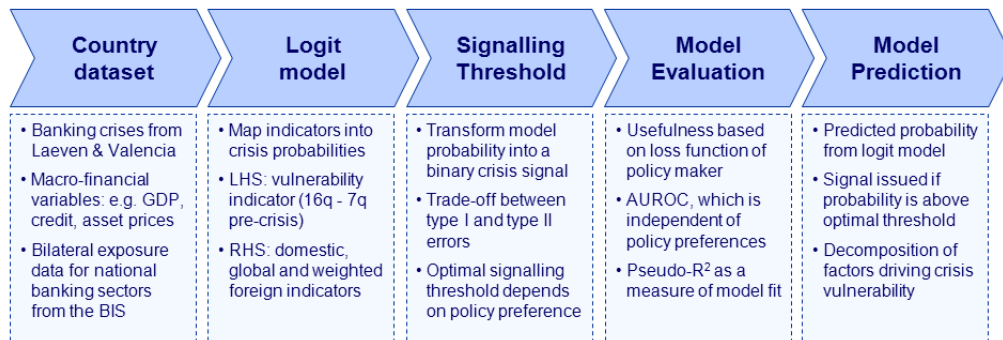 Country
dataset
• Banking crises from
Laeven & Valencia
• Macro-financial
variables: e.g. GDP,
credit, asset prices
• Bilateral exposure
data for national
banking sectors
from the BIS
Logit
model
• Map indicators into
crisis probabilities
• LHS: vulnerability
indicator (16q - 7q
pre-crisis)
• RHS: domestic,
global and weighted
foreign indicators
Signalling
Threshold
• Transform model
probability into a
binary crisis signal
• Trade-off between
type I and type II
errors
• Optimal signalling
threshold depends
on policy preference
Model
Evaluation
• Usefulness based
on loss function of
policy maker
• AUROC, which is
independent of
policy preferences
• Pseudo-R² as a
measure of model fit
Model
Prediction
• Predicted probability
from logit model
• Signal issued if
probability is above
optimal threshold
• Decomposition of
factors driving crisis
vulnerability